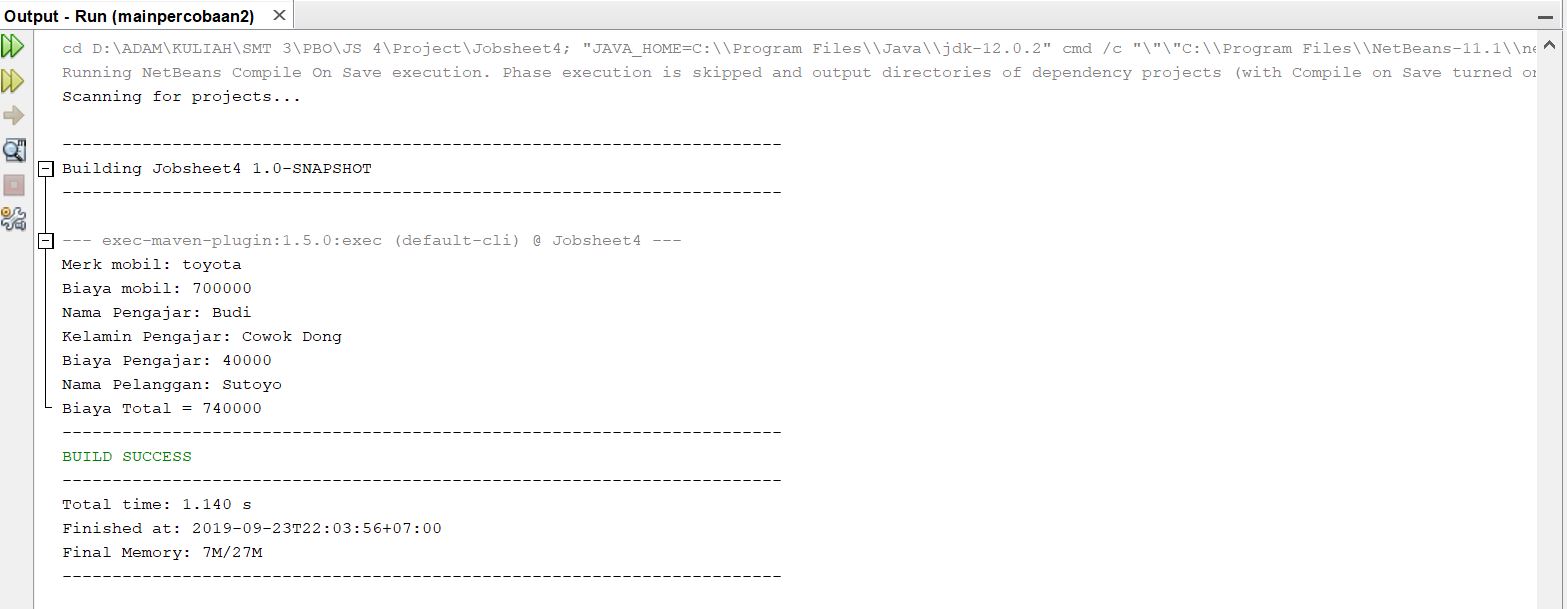 Output - Run (mainpercobaan2)
cd D:\ADAM\KULIAH\SMT 3\PBO\JS 4\Project\Jobsheet4; "JAVA_HOME=C:\\Program Files\\Java\\jdk-12.0.2" cmd /c "\"\"C:\\Program Files\\NetBeans-11.1\\ne
Running NetBeans Compile On Save execution. Phase execution is skipped and output directories of dependency projects (with Compile on Save turned on
Scanning for projects...
------------------------------------------------------------------------
Building Jobsheet4 1.0-SNAPSHOT
------------------------------------------------------------------------
--- exec-maven-plugin:1.5.0:exec (default-cli) @ Jobsheet4 ---
Merk mobil: toyota
Biaya mobil: 700000
Nama Pengajar: Budi
Kelamin Pengajar: Cowok Dong
Biaya Pengajar: 40000
Nama Pelanggan: Sutoyo
Biaya Total = 740000
------------------------------------------------------------------------
BUILD SUCCESS
------------------------------------------------------------------------
Total time: 1.140 s
Finished at: 2019-09-23T22:03:56+07:00
Final Memory: 7M/27M
------------------------------------------------------------------------